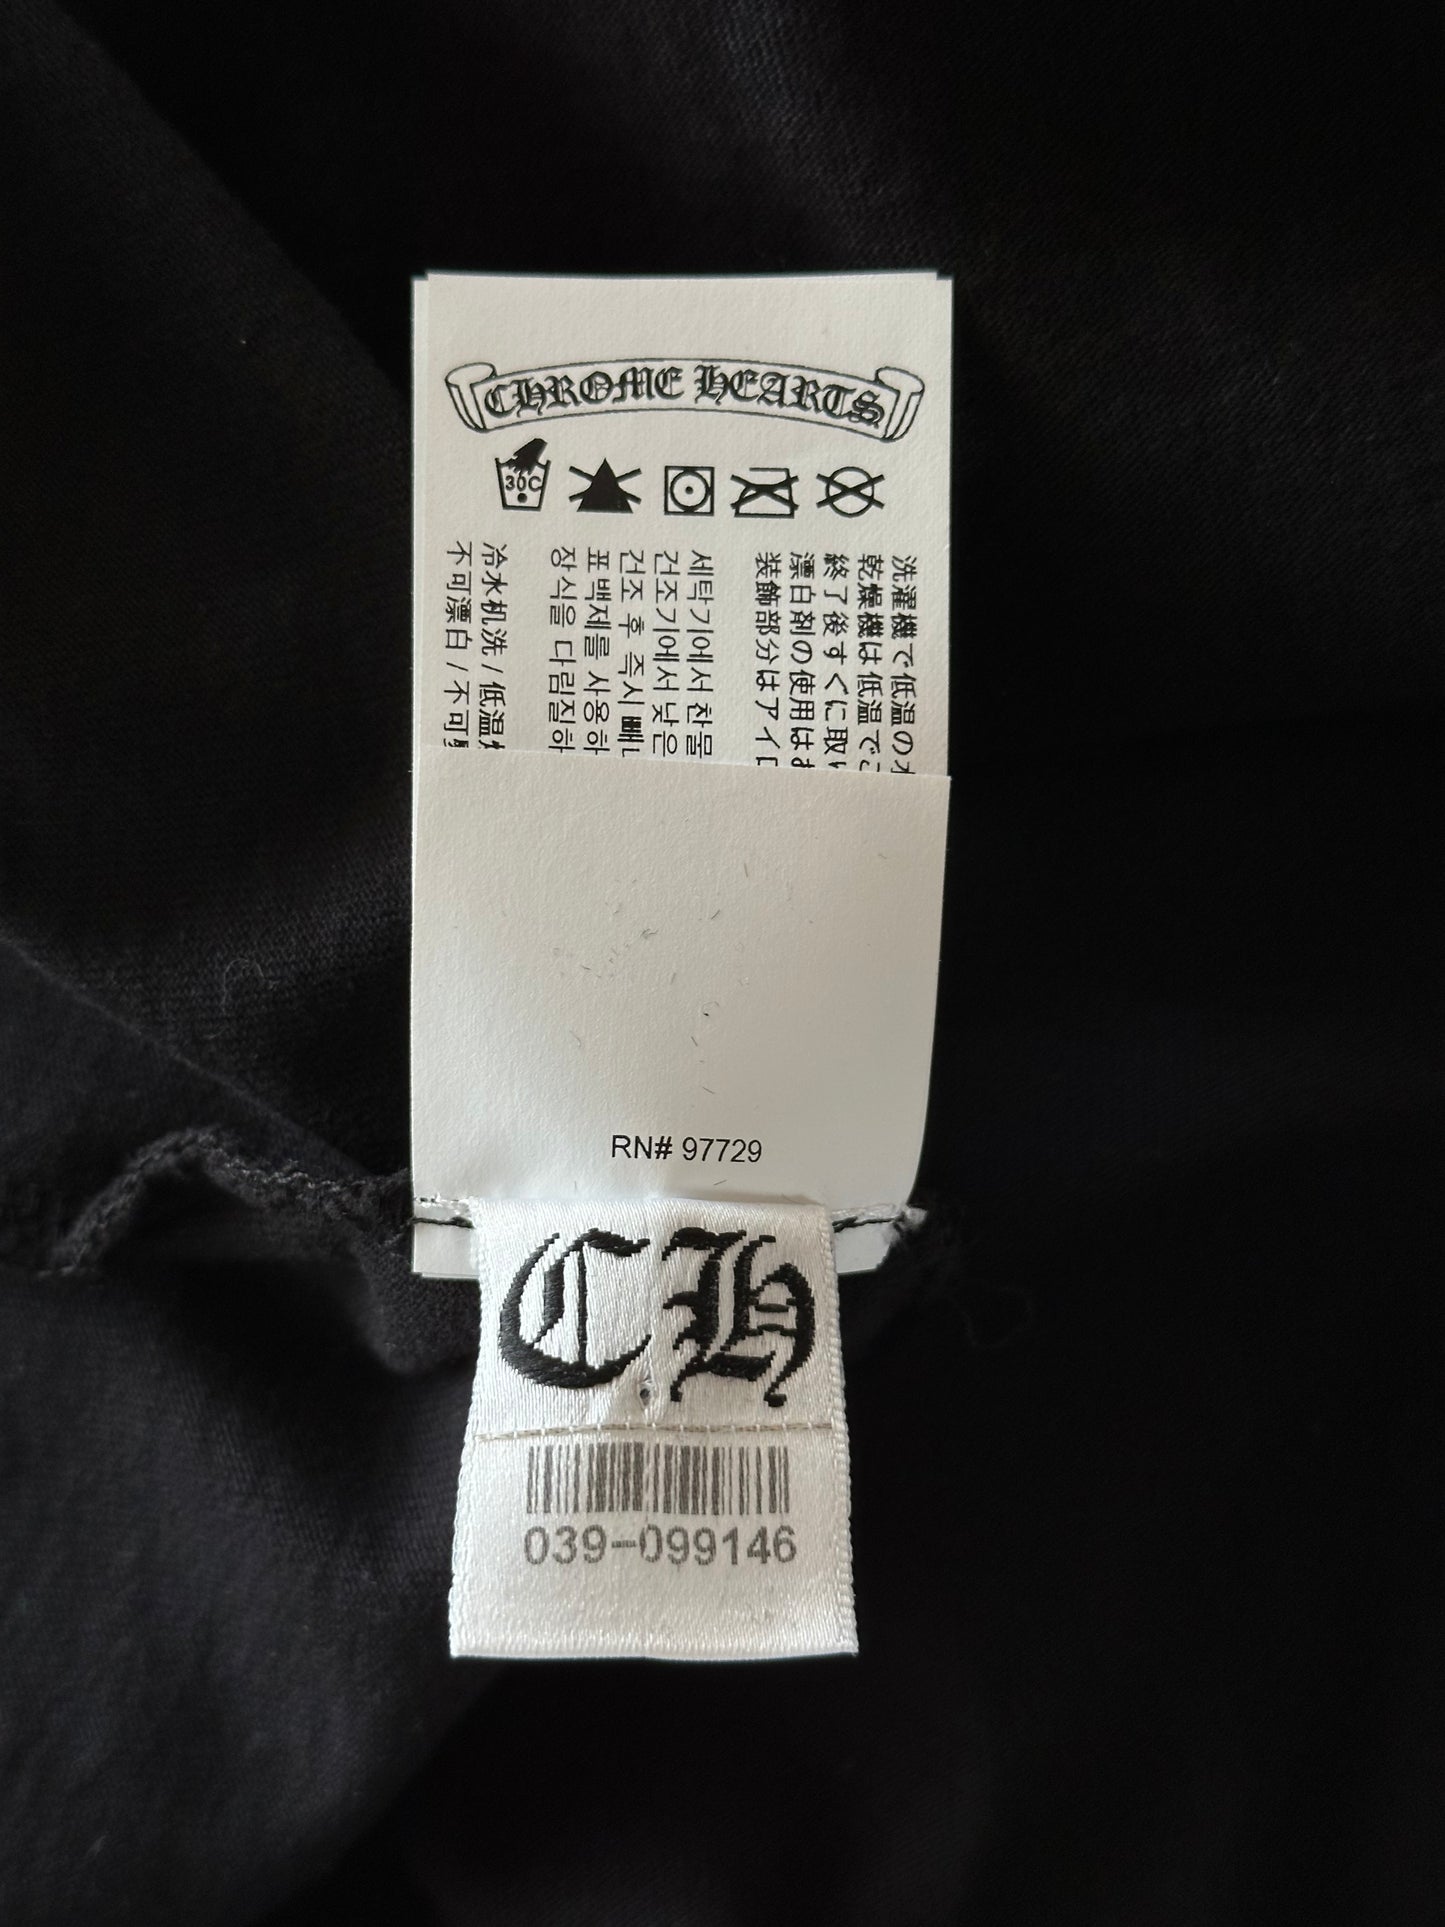 CHROME HEARTS
30C
洗濯機で低温の
乾燥機は低温でご
終了後すぐに取
漂白剤の使用は
装飾部分はアイロ
세탁기에서 찬물
건조기에서 낮은
건조 후 즉시 빼
표백제를 사용하
장식을 다림질하
冷水机洗 / 低温
不可漂白 / 不可
RN# 97729
CH
039-099146